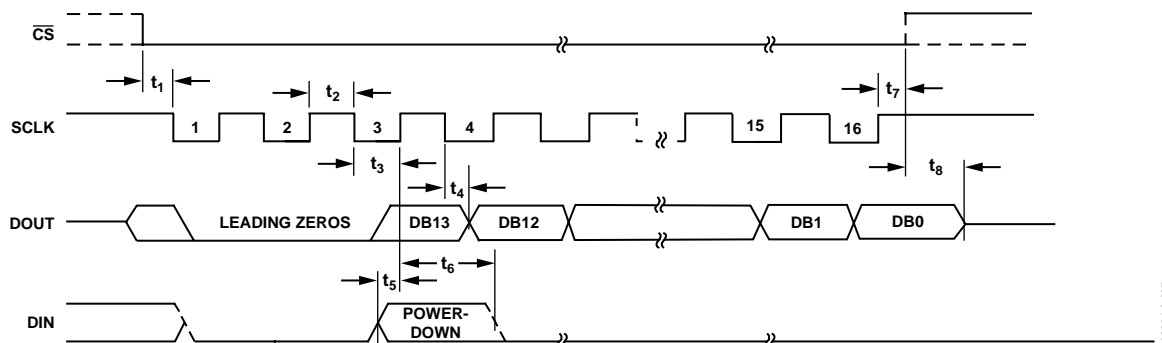 CS
t1
t2
t7
SCLK
1 2 3 4 15 16
t3
t4
t8
DOUT
LEADING ZEROS DB13 DB12 DB1 DB0
t5
t6
DIN
POWER-
DOWN